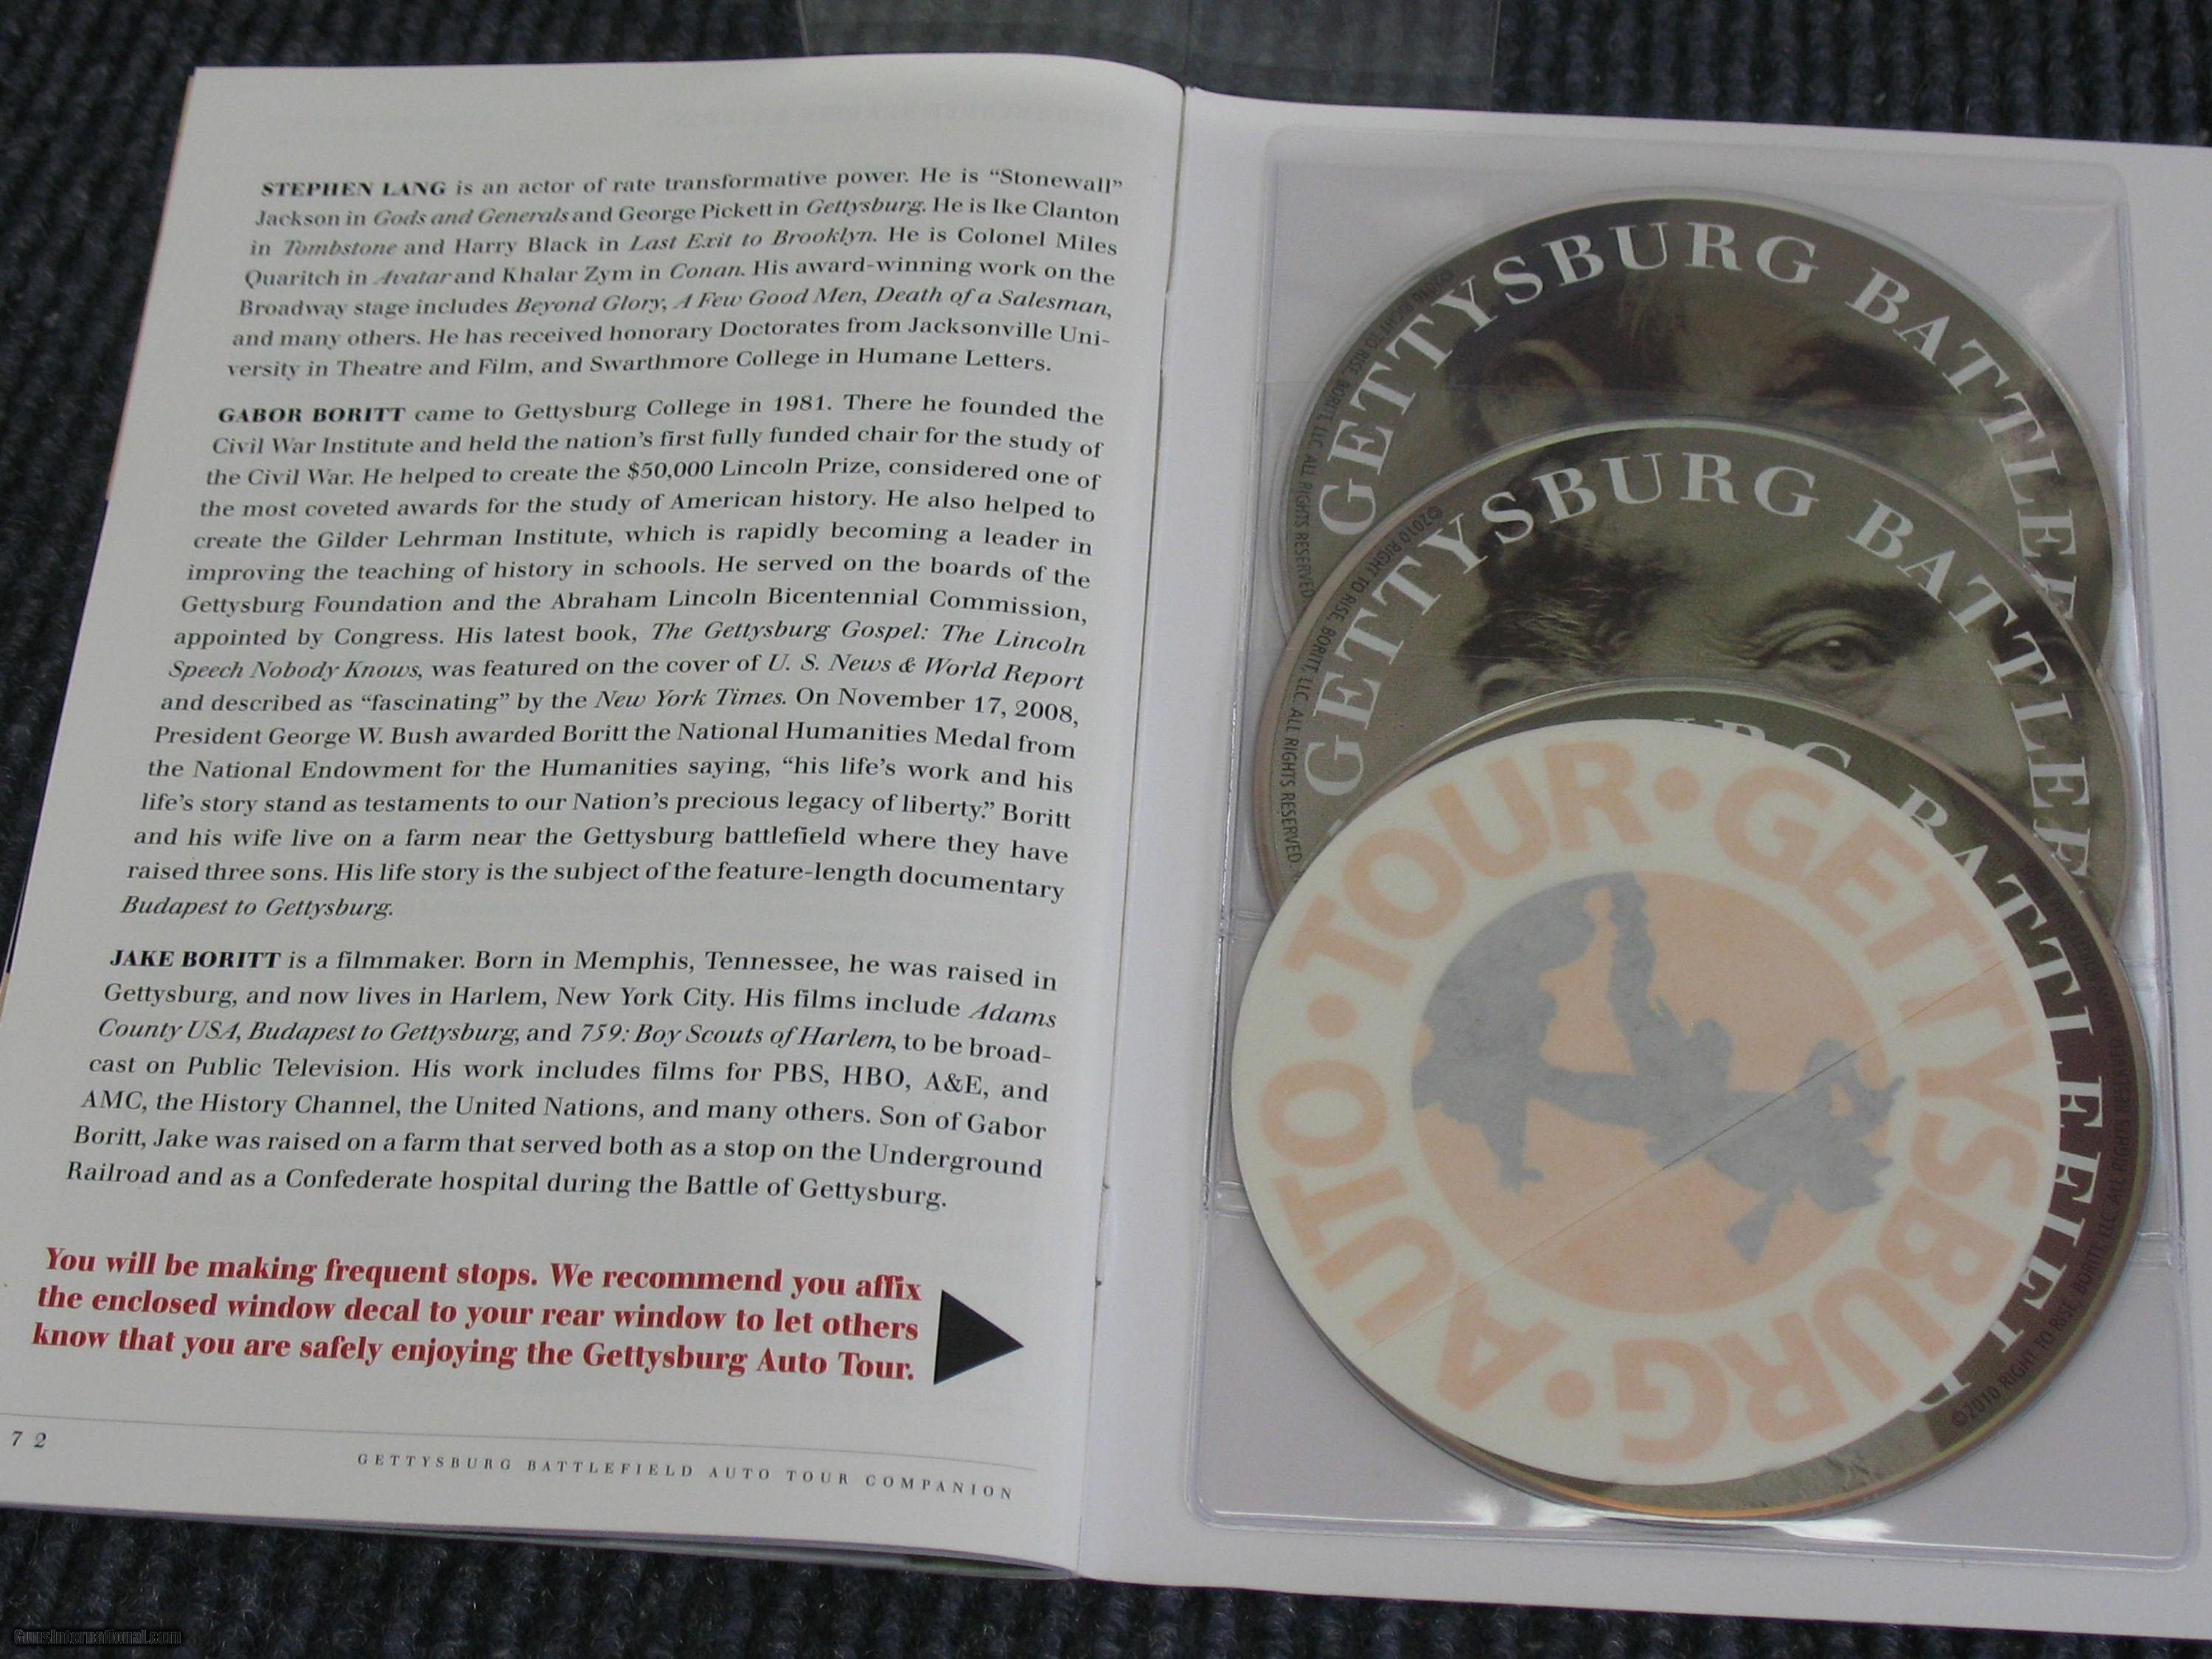 STEPHEN LANG is an actor of rate transformative power. He is “Stonewall”
Jackson in Gods and Generals and George Pickett in Gettysburg. He is Ike Clanton
in Tombstone and Harry Black in Last Exit to Brooklyn. He is Colonel Miles
Quaritch in Avatar and Khalar Zym in Conan. His award-winning work on the
Broadway stage includes Beyond Glory, A Few Good Men, Death of a Salesman,
and many others. He has received honorary Doctorates from Jacksonville Uni-
versity in Theatre and Film, and Swarthmore College in Humane Letters.
GABOR BORITT came to Gettysburg College in 1981. There he founded the
Civil War Institute and held the nation’s first fully funded chair for the study of
the Civil War. He helped to create the $50,000 Lincoln Prize, considered one of
the most coveted awards for the study of American history. He also helped to
create the Gilder Lehrman Institute, which is rapidly becoming a leader in
improving the teaching of history in schools. He served on the boards of the
Gettysburg Foundation and the Abraham Lincoln Bicentennial Commission,
appointed by Congress. His latest book, The Gettysburg Gospel: The Lincoln
Speech Nobody Knows, was featured on the cover of U. S. News & World Report
and described as “fascinating” by the New York Times. On November 17, 2008,
President George W. Bush awarded Boritt the National Humanities Medal from
the National Endowment for the Humanities saying, “his life’s work and his
life’s story stand as testaments to our Nation’s precious legacy of liberty.” Boritt
and his wife live on a farm near the Gettysburg battlefield where they have
raised three sons. His life story is the subject of the feature-length documentary
Budapest to Gettysburg.
JAKE BORITT is a filmmaker. Born in Memphis, Tennessee, he was raised in
Gettysburg, and now lives in Harlem, New York City. His films include Adams
County USA, Budapest to Gettysburg, and 759: Boy Scouts of Harlem, to be broad-
cast on Public Television. His work includes films for PBS, HBO, A&E, and
AMC, the History Channel, the United Nations, and many others. Son of Gabor
Boritt, Jake was raised on a farm that served both as a stop on the Underground
Railroad and as a Confederate hospital during the Battle of Gettysburg.
You will be making frequent stops. We recommend you affix
the enclosed window decal to your rear window to let others
know that you are safely enjoying the Gettysburg Auto Tour.
72
GETTYSBURG BATTLEFIELD AUTO TOUR COMPANION
GETTYSBURG BATTLEF
©2010 RIGHT TO RISE, BORITT, LLC ALL RIGHTS RESERVED
GETTYSBURG BATTLEF
©2010 RIGHT TO RISE, BORITT, LLC ALL RIGHTS RESERVED.
URG BATTLEFIELD
©2010 RIGHT TO RISE, BORITT, LLC ALL RIGHTS RESERVED
AUTO • TOUR • GETTYSBURG •
GunsInternational.com